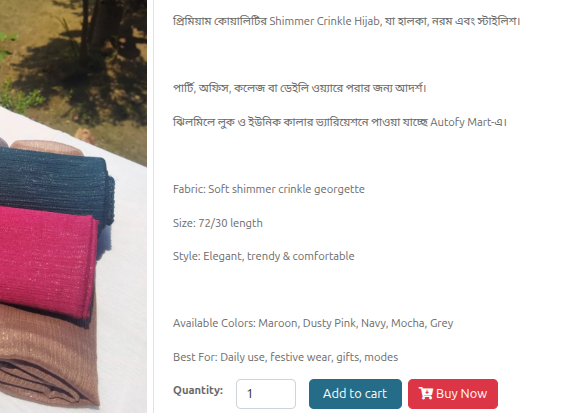 প্রিমিয়াম কোয়ালিটির Shimmer Crinkle Hijab, যা হালকা, নরম এবং স্টাইলিশ।
পার্টি, অফিস, কলেজ বা ডেইলি ওয়্যারে পরার জন্য আদর্শ।
ঝিলমিলে লুক ও ইউনিক কালার ভ্যারিয়েশনে পাওয়া যাচ্ছে Autofy Mart-এ।
Fabric: Soft shimmer crinkle georgette
Size: 72/30 length
Style: Elegant, trendy & comfortable
Available Colors: Maroon, Dusty Pink, Navy, Mocha, Grey
Best For: Daily use, festive wear, gifts, modes
Quantity: 1 Add to cart Buy Now